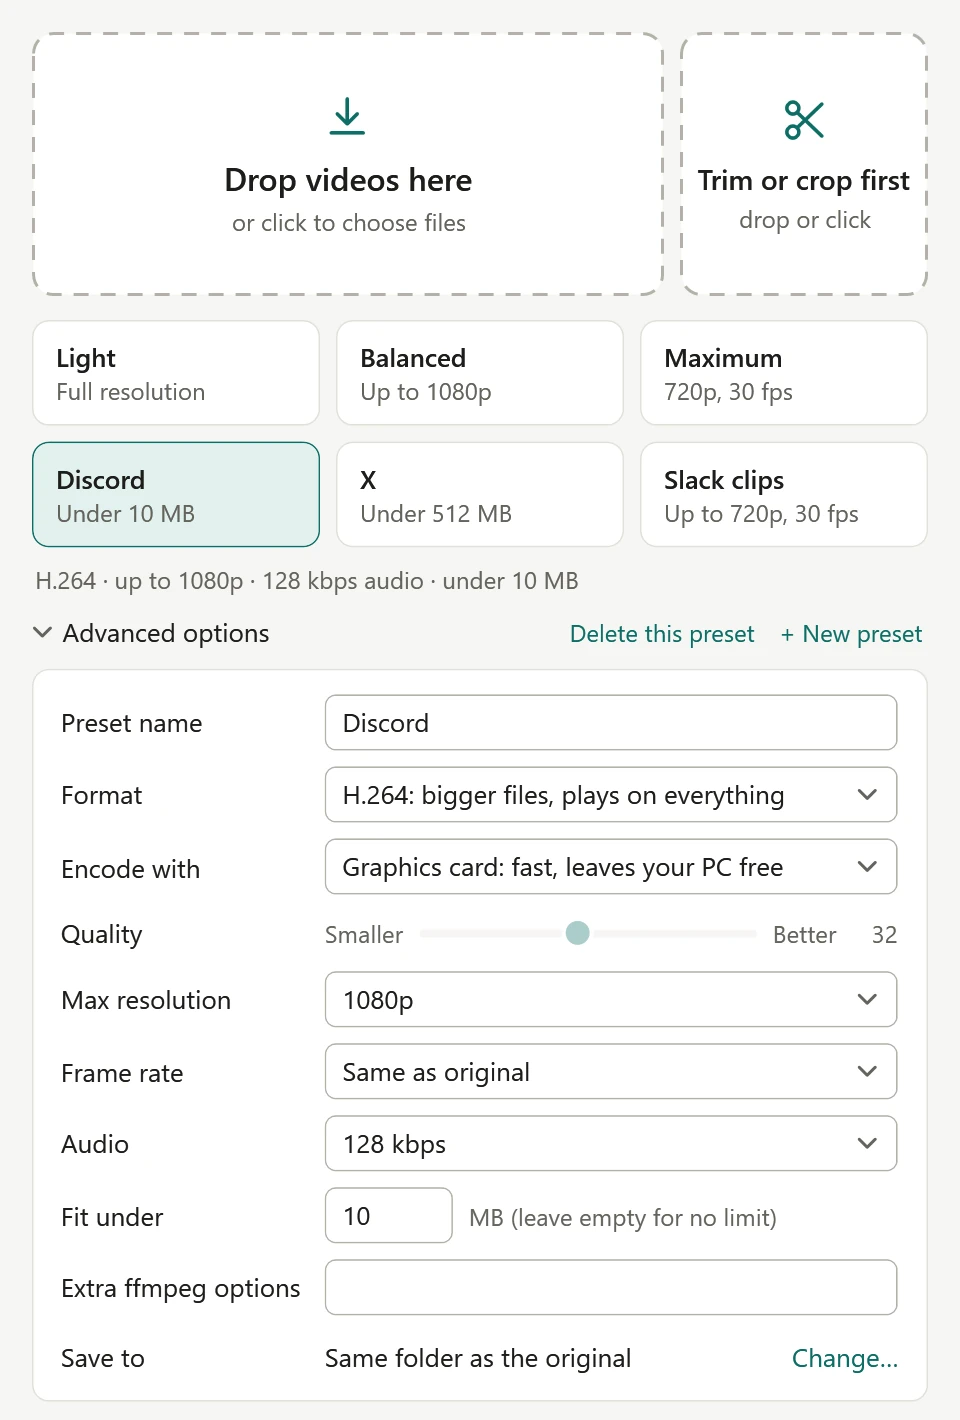 Drop videos here
or click to choose files
Trim or crop first
drop or click
Light
Full resolution
Balanced
Up to 1080p
Maximum
720p, 30 fps
Discord
Under 10 MB
X
Under 512 MB
Slack clips
Up to 720p, 30 fps
H.264 · up to 1080p · 128 kbps audio · under 10 MB
Advanced options
Delete this preset
+ New preset
Preset name
Discord
Format
H.264: bigger files, plays on everything
Encode with
Graphics card: fast, leaves your PC free
Quality
Smaller
Better
32
Max resolution
1080p
Frame rate
Same as original
Audio
128 kbps
Fit under
10
MB (leave empty for no limit)
Extra ffmpeg options
Save to
Same folder as the original
Change...